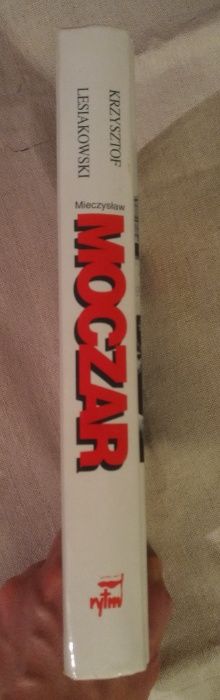 KRZYSZTOF
LESIAKOWSKI
Mieczysław
MOCZAR
rytm